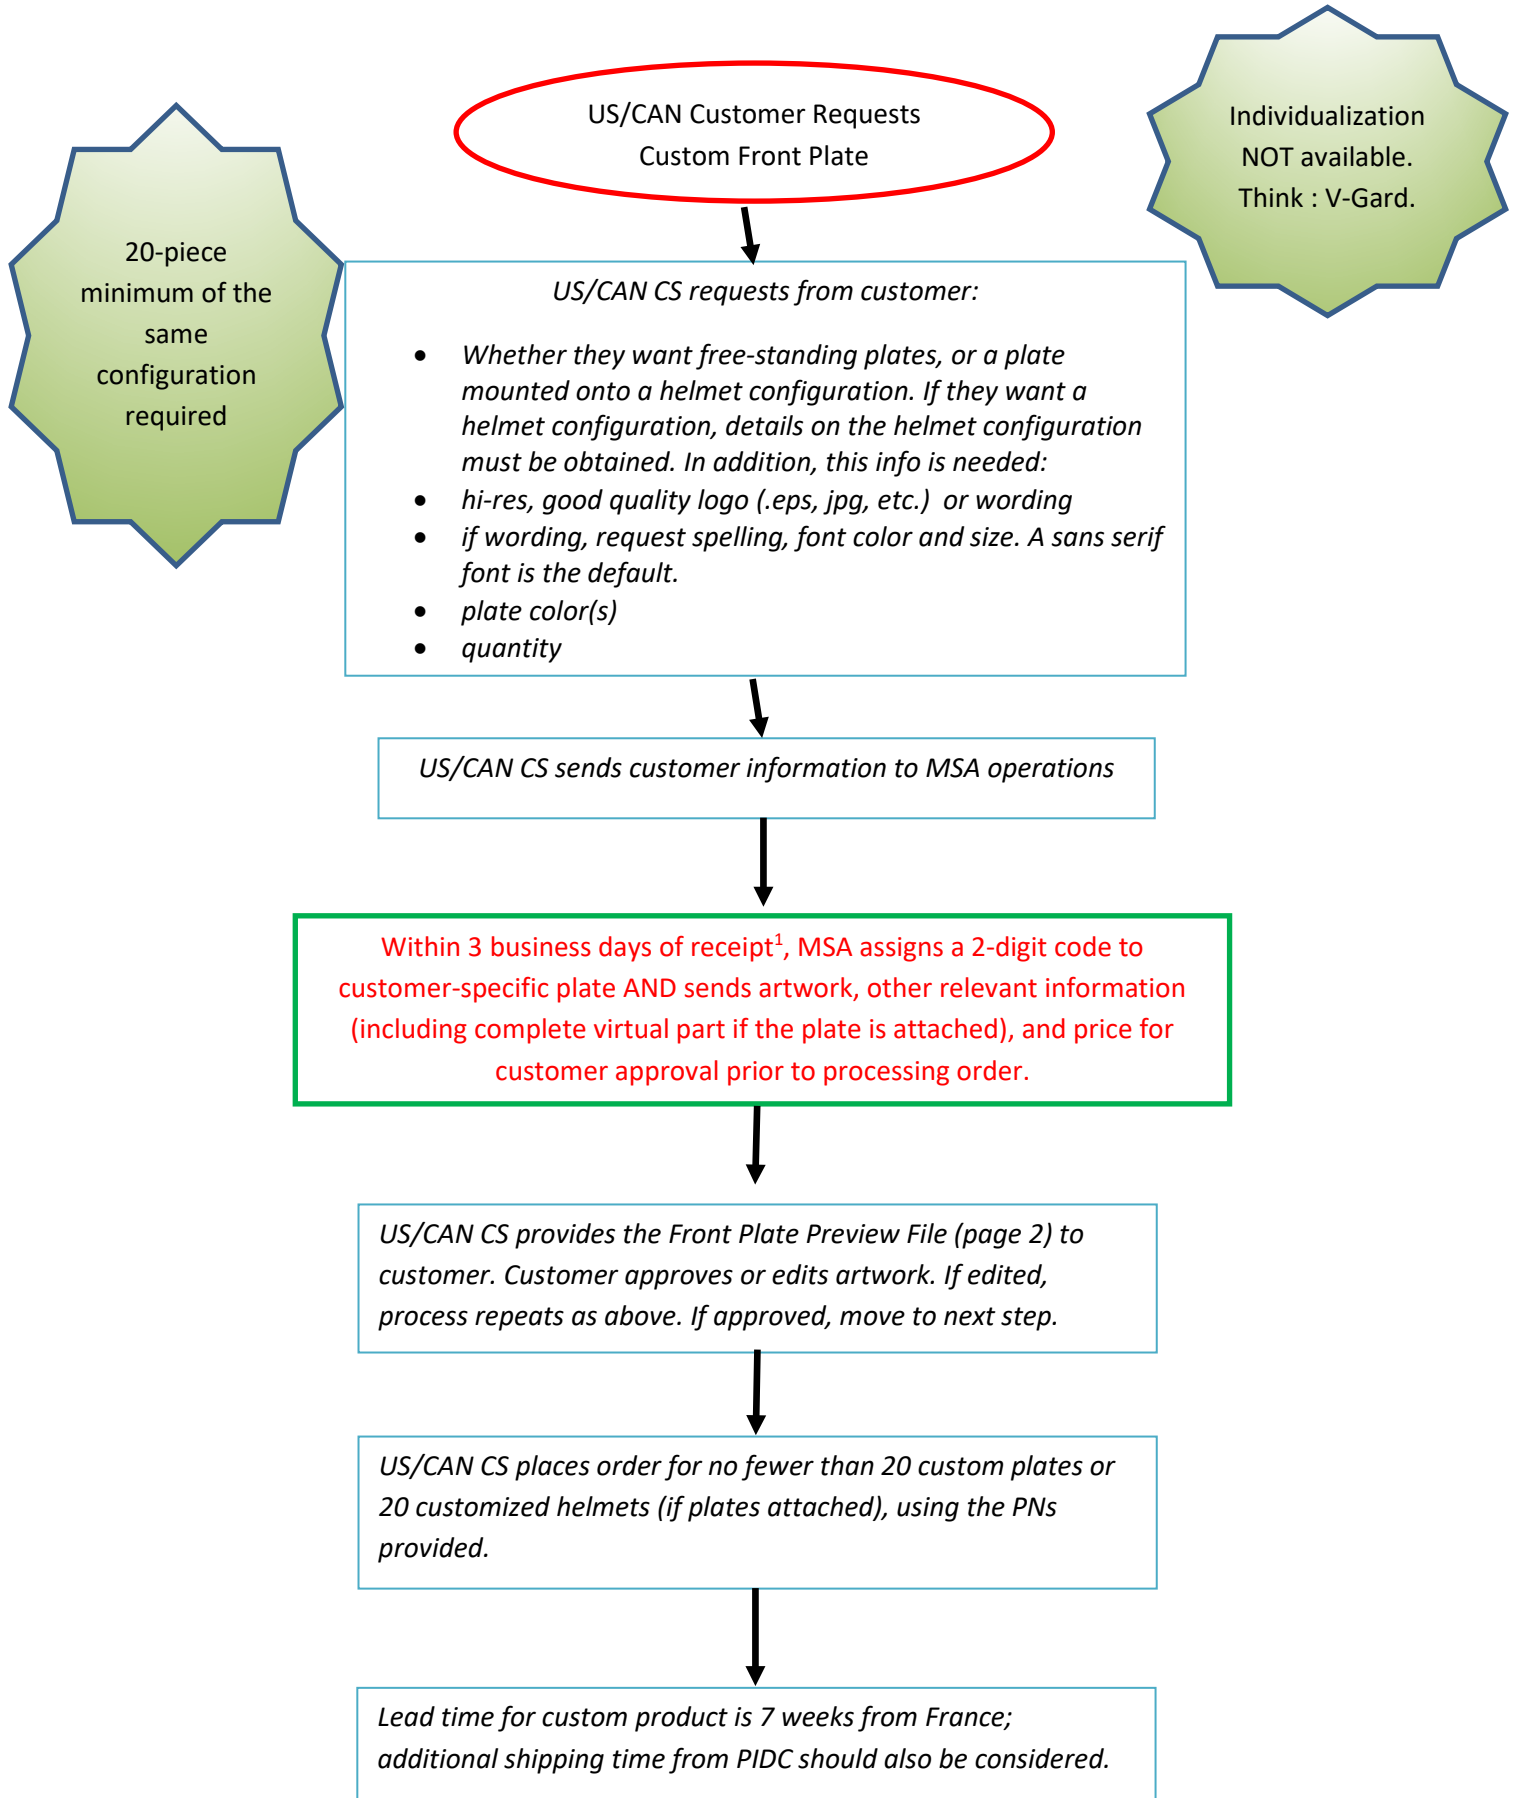 US/CAN Customer Requests
Custom Front Plate
Individualization
NOT available.
Think : V-Gard.
20-piece
minimum of the
same
configuration
required
US/CAN CS requests from customer:
• Whether they want free-standing plates, or a plate
mounted onto a helmet configuration. If they want a
helmet configuration, details on the helmet configuration
must be obtained. In addition, this info is needed:
• hi-res, good quality logo (.eps, jpg, etc.)  or wording
• if wording, request spelling, font color and size. A sans serif
font is the default.
• plate color(s)
• quantity
US/CAN CS sends customer information to MSA operations
Within 3 business days of receipt¹, MSA assigns a 2-digit code to
customer-specific plate AND sends artwork, other relevant information
(including complete virtual part if the plate is attached), and price for
customer approval prior to processing order.
US/CAN CS provides the Front Plate Preview File (page 2) to
customer. Customer approves or edits artwork. If edited,
process repeats as above. If approved, move to next step.
US/CAN CS places order for no fewer than 20 custom plates or
20 customized helmets (if plates attached), using the PNs
provided.
Lead time for custom product is 7 weeks from France;
additional shipping time from PIDC should also be considered.